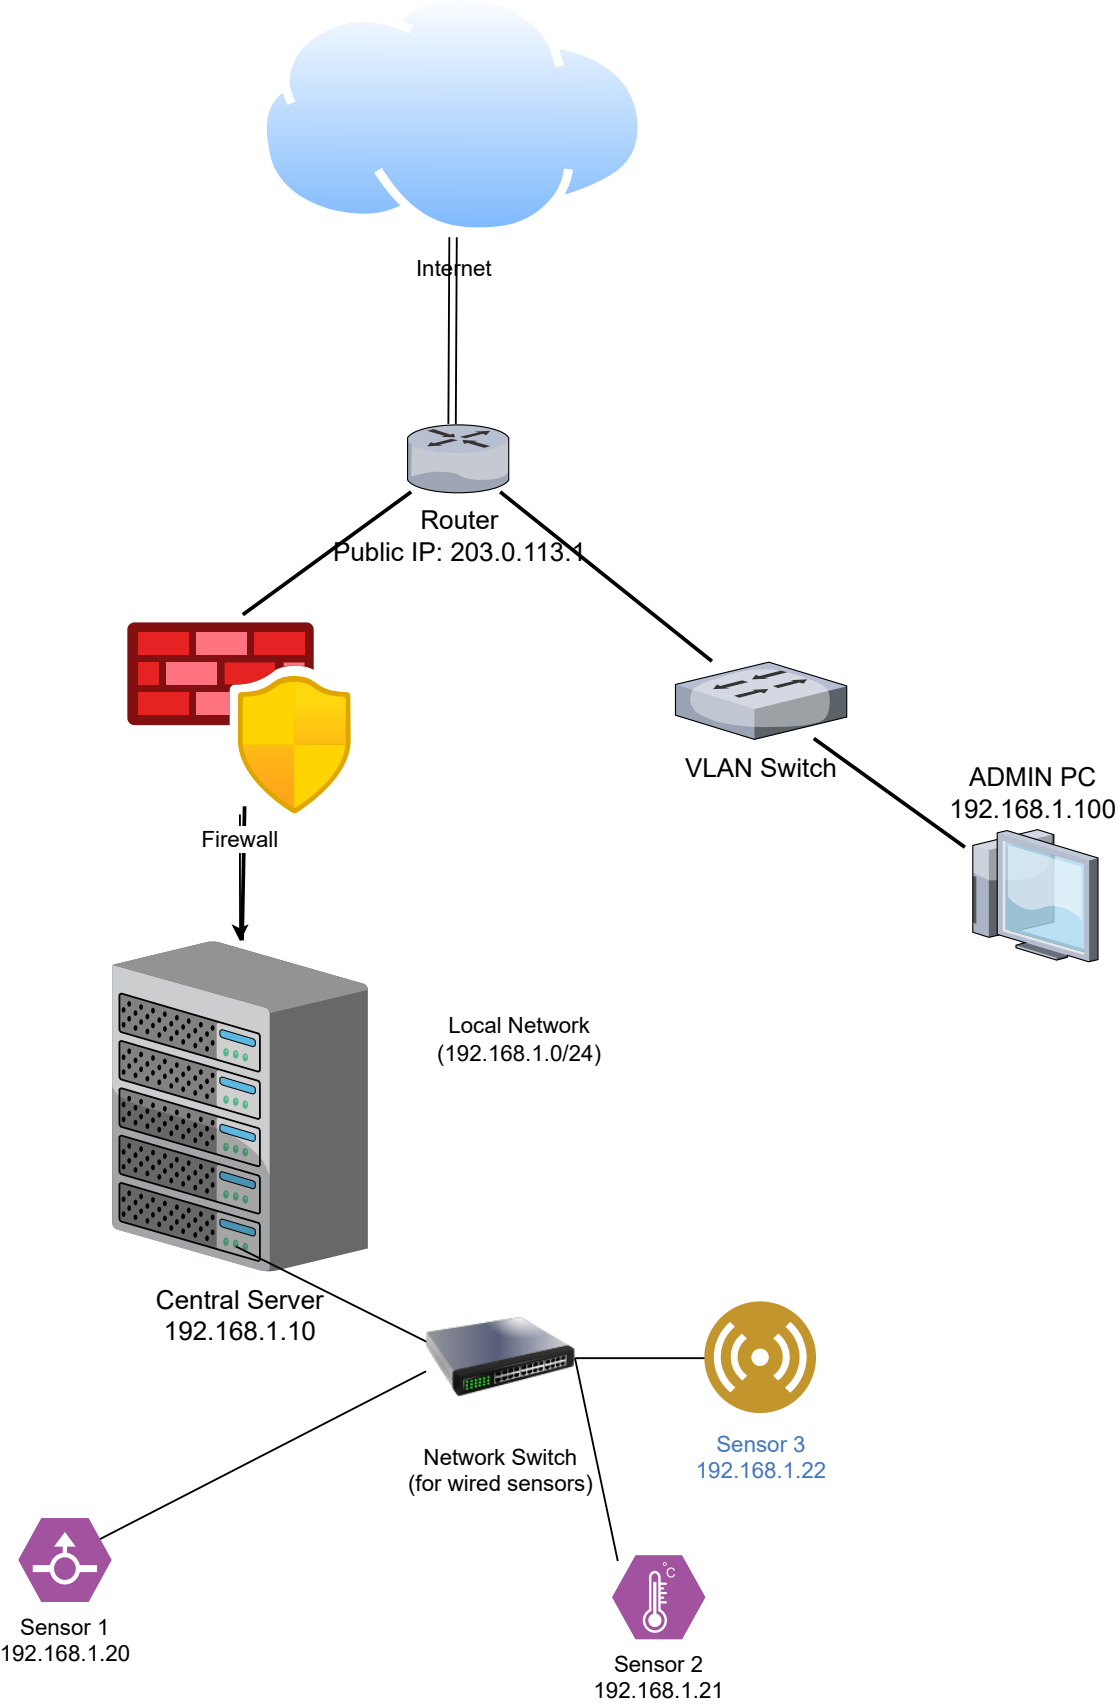 Internet
Router
Public IP: 203.0.113.1
Firewall
VLAN Switch
ADMIN PC
192.168.1.100
Local Network
(192.168.1.0/24)
Central Server
192.168.1.10
Network Switch
(for wired sensors)
Sensor 3
192.168.1.22
°C
Sensor 1
192.168.1.20
Sensor 2
192.168.1.21